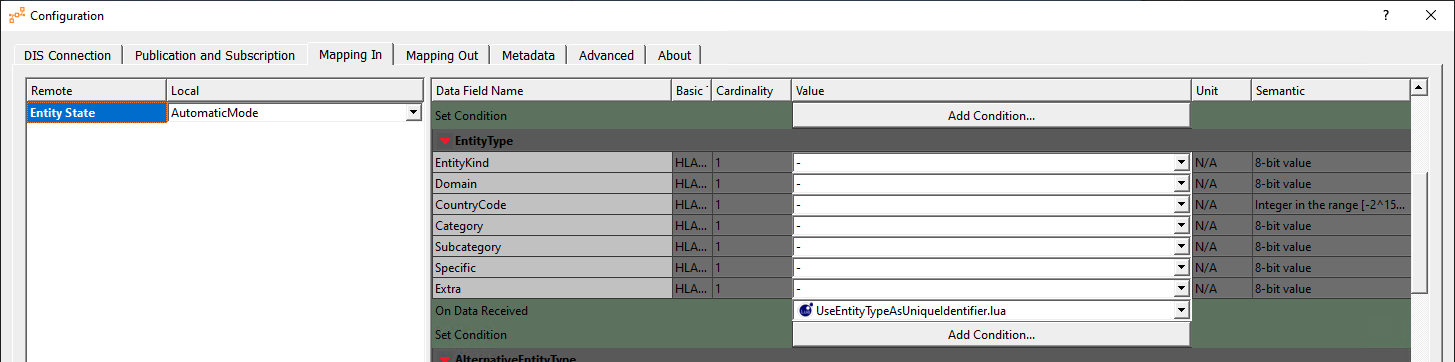 Configuration
?
DIS Connection Publication and Subscription Mapping In Mapping Out Metadata Advanced About
Remote Local
Entity State AutomaticMode
Data Field Name Basic Cardinality Value Unit Semantic
Set Condition Add Condition...
EntityType
EntityKind HLA... 1 - N/A 8-bit value
Domain HLA... 1 - N/A 8-bit value
CountryCode HLA... 1 - N/A Integer in the range [-2^15...
Category HLA... 1 - N/A 8-bit value
Subcategory HLA... 1 - N/A 8-bit value
Specific HLA... 1 - N/A 8-bit value
Extra HLA... 1 - N/A 8-bit value
On Data Received UseEntityTypeAsUniqueIdentifier.lua
Set Condition Add Condition...
AlternativeEntityType